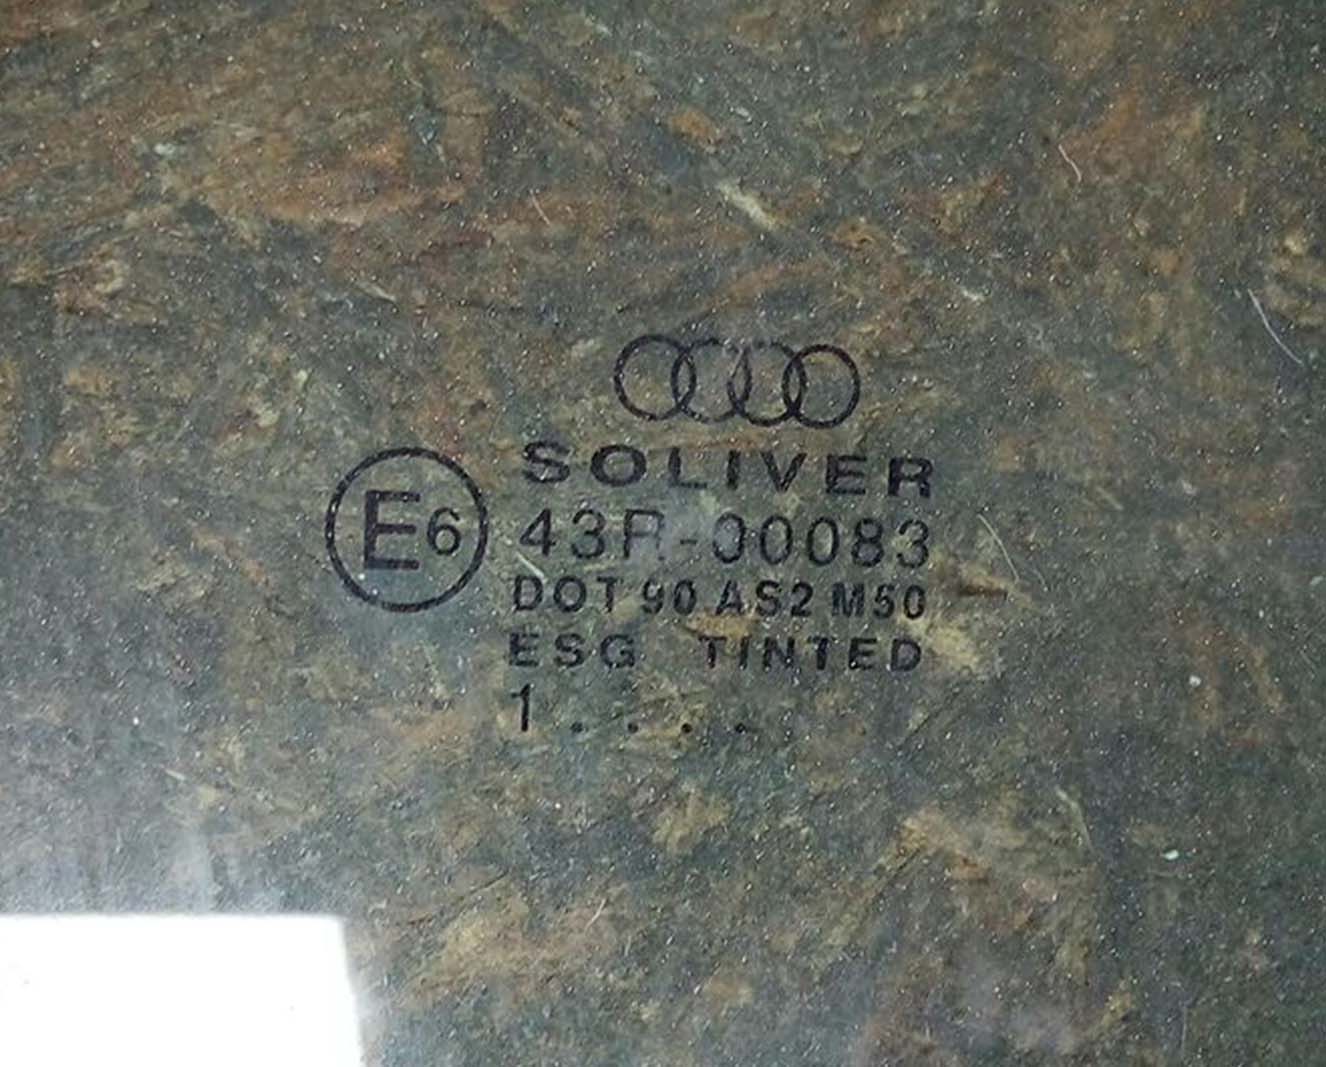 SOLIVER
E6 43R-00083
DOT 90 AS2 M50
ESG TINTED
1 . . . .